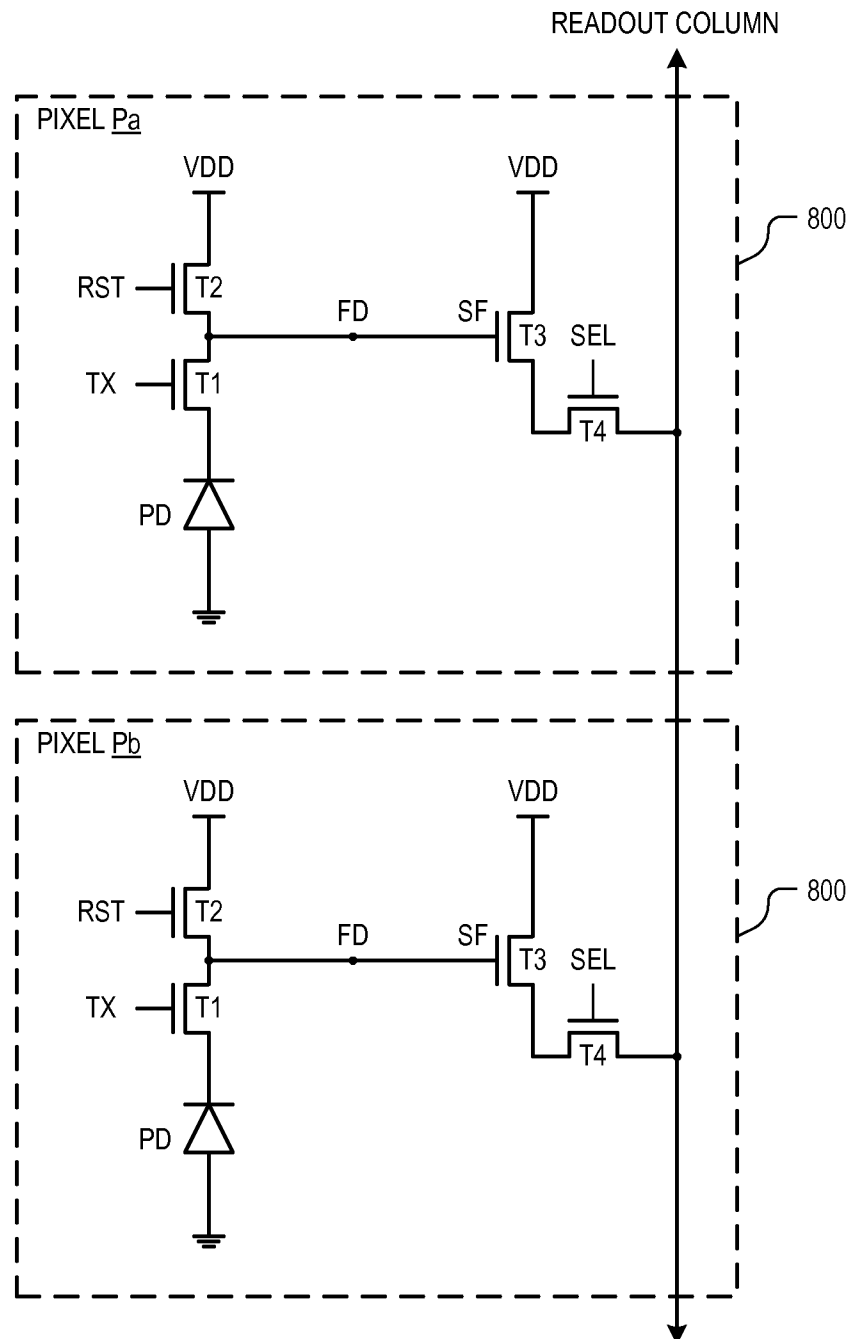 READOUT COLUMN
PIXEL Pa
VDD VDD
800
RST T2
FD SF
T3 SEL
TX T1
T4
PD
PIXEL Pb
VDD VDD
800
RST T2
FD SF
T3 SEL
TX T1
T4
PD